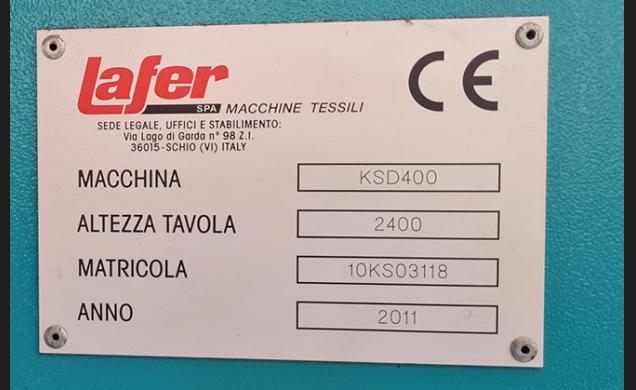 Lafer
SPA MACCHINE TESSILI
CE
SEDE LEGALE, UFFICI E STABILIMENTO:
Via Lago di Garda n° 98 Z.I.
36015-SCHIO (VI) ITALY
MACCHINA KSD400
ALTEZZA TAVOLA 2400
MATRICOLA 10KS03118
ANNO 2011